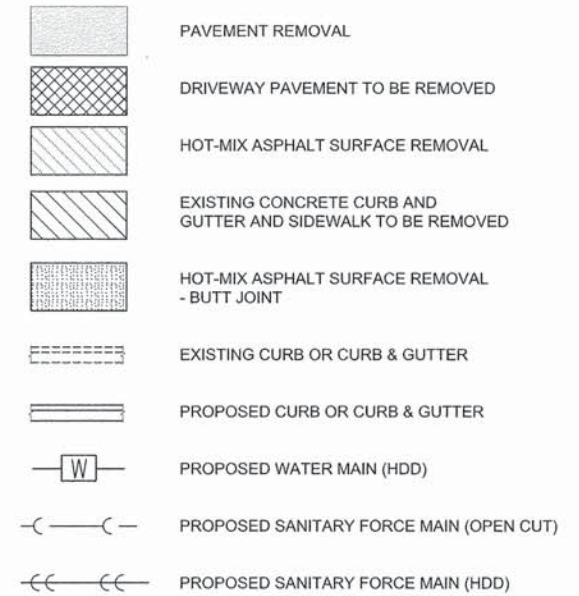 PAVEMENT REMOVAL
DRIVEWAY PAVEMENT TO BE REMOVED
HOT-MIX ASPHALT SURFACE REMOVAL
EXISTING CONCRETE CURB AND
GUTTER AND SIDEWALK TO BE REMOVED
HOT-MIX ASPHALT SURFACE REMOVAL
- BUTT JOINT
EXISTING CURB OR CURB & GUTTER
PROPOSED CURB OR CURB & GUTTER
W PROPOSED WATER MAIN (HDD)
PROPOSED SANITARY FORCE MAIN (OPEN CUT)
PROPOSED SANITARY FORCE MAIN (HDD)